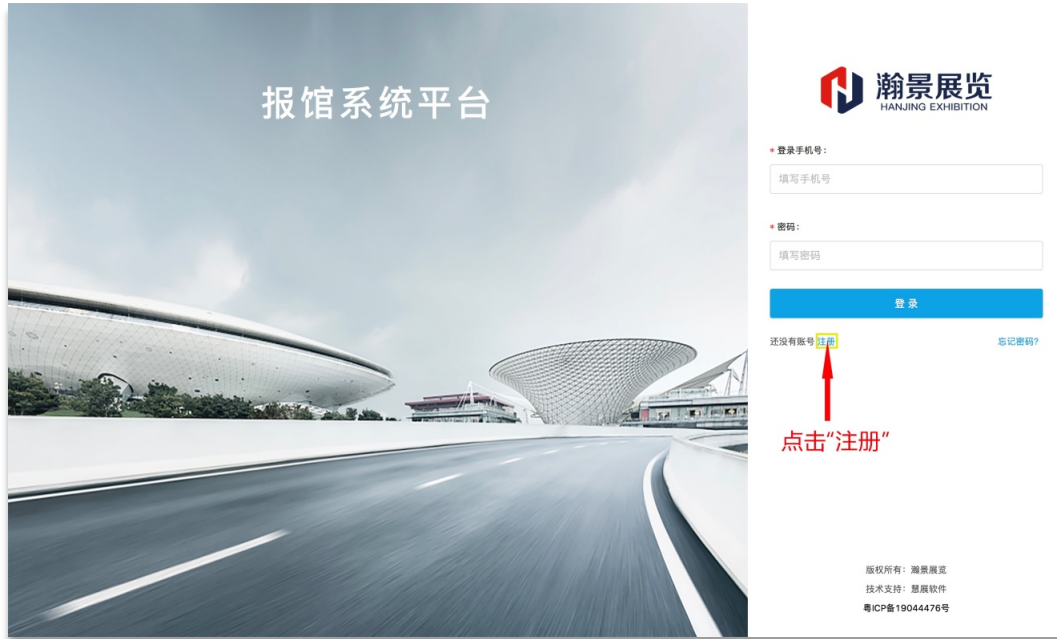 报馆系统平台
瀚景展览
HANJING EXHIBITION
* 登录手机号：
填写手机号
* 密码：
填写密码
登 录
还没有账号 注册
忘记密码?
点击“注册”
版权所有：瀚景展览
技术支持：慧展软件
粤ICP备19044476号